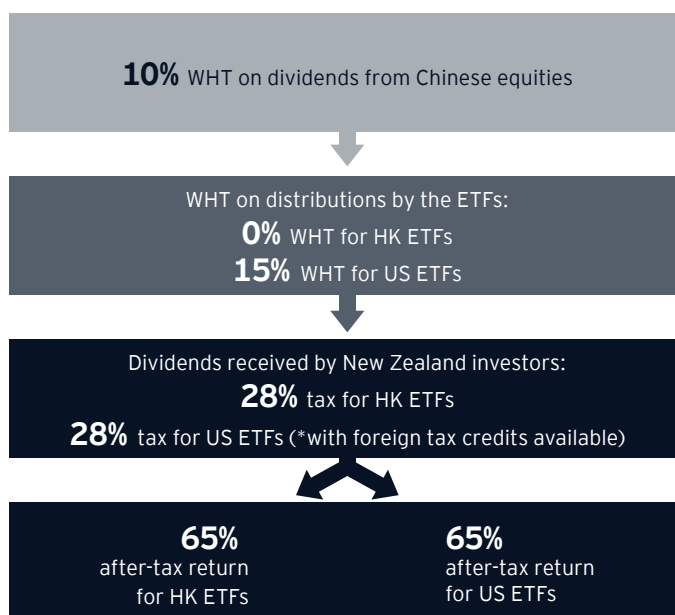 10% WHT on dividends from Chinese equities
WHT on distributions by the ETFs:
0% WHT for HK ETFs
15% WHT for US ETFs
Dividends received by New Zealand investors:
28% tax for HK ETFs
28% tax for US ETFs (*with foreign tax credits available)
65%
after-tax return
for HK ETFs
65%
after-tax return
for US ETFs